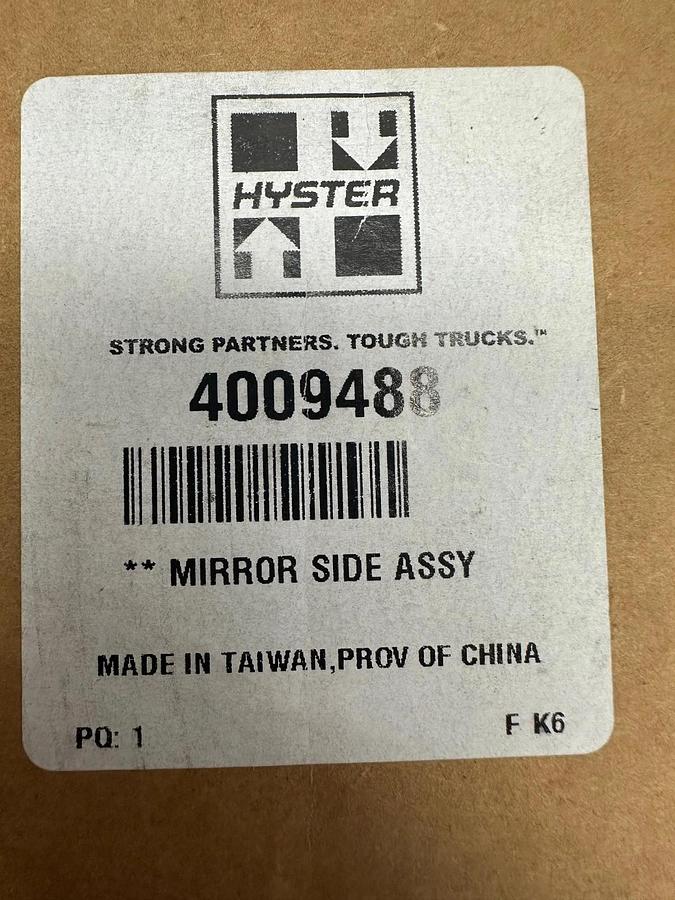 HYSTER
STRONG PARTNERS. TOUGH TRUCKS.™
4009488
** MIRROR SIDE ASSY
MADE IN TAIWAN,PROV OF CHINA
PQ: 1 F K6